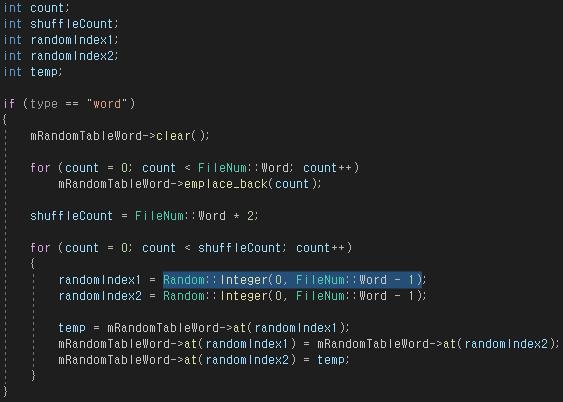 int count;
int shuffleCount;
int randomIndex1;
int randomIndex2;
int temp;
if (type == "word")
{
mRandomTableWord->clear();
for (count = 0; count < FileNum::Word; count++)
mRandomTableWord->emplace_back(count);
shuffleCount = FileNum::Word * 2;
for (count = 0; count < shuffleCount; count++)
{
randomIndex1 = Random::Integer(0, FileNum::Word - 1);
randomIndex2 = Random::Integer(0, FileNum::Word - 1);
temp = mRandomTableWord->at(randomIndex1);
mRandomTableWord->at(randomIndex1) = mRandomTableWord->at(randomIndex2);
mRandomTableWord->at(randomIndex2) = temp;
}
}